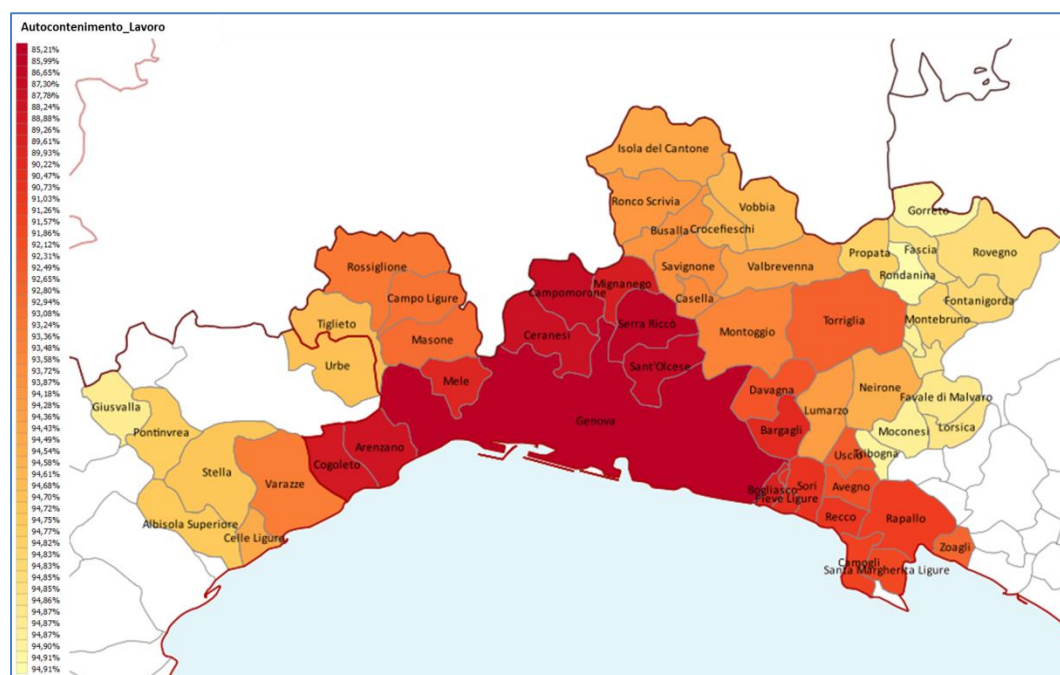 Autocontenimento_Lavoro
85,21%
85,99%
86,65%
87,30%
87,78%
88,24%
88,88%
89,26%
89,61%
89,93%
90,22%
90,47%
90,73%
91,03%
91,26%
91,57%
91,86%
92,12%
92,31%
92,49%
92,65%
92,80%
92,94%
93,08%
93,24%
93,36%
93,48%
93,58%
93,72%
93,87%
94,18%
94,28%
94,36%
94,43%
94,49%
94,54%
94,58%
94,61%
94,68%
94,70%
94,72%
94,75%
94,77%
94,82%
94,83%
94,83%
94,85%
94,85%
94,86%
94,87%
94,87%
94,87%
94,90%
94,91%
94,91%
Isola del Cantone
Ronco Scrivia
Vobbia
Busalla
Crocefieschi
Gorreto
Rossiglione
Savignone
Valbrevenna
Propata
Fascia
Rovegno
Rondanina
Campo Ligure
Campomorone
Mignanego
Casella
Fontanigorda
Tiglieto
Serra Riccò
Montoggio
Torriglia
Montebruno
Masone
Ceranesi
Urbe
Sant'Olcese
Mele
Davagna
Neirone
Favale di Malvaro
Giusvalla
Lumarzo
Genova
Bargagli
Moconesi
Lorsica
Pontinvrea
Arenzano
Tribogna
Uscio
Cogoleto
Stella
Varazze
Sori
Avegno
Bogliasco
Pieve Ligure
Recco
Rapallo
Albisola Superiore
Celle Ligure
Zoagli
Camogli
Santa Margherita Ligure